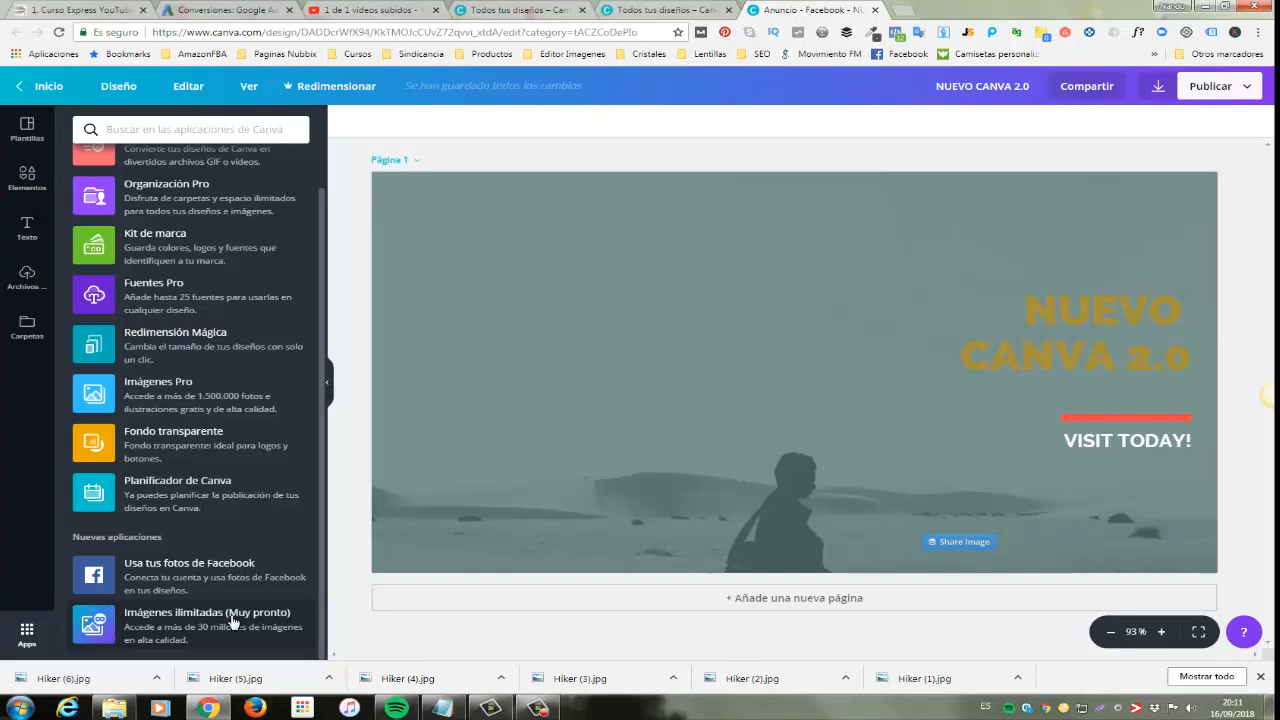 1. Curso Express YouTu
Conversaciones Google A
1 de 1 vídeos subidos -
Todos tus diseños – Can
Todos tus diseños – Can
Anuncio - Facebook - NU
Nando
Es seguro
https://www.canva.com/design/DADDcrWfX94/KkTMOJcCUvZ72qvvi_xtdA/edit?category=tACZCoDePIo
Aplicaciones
Bookmarks
AmazonFBA
Pagina Nubbix
Cursos
Sindicato
Productos
Editor Imagenes
Cristales
Lentillas
SEO
Movimiento FM
Facebook
Camisetas personas
»
Otros marcadores
Inicio
Diseño
Editar
Ver
Redimensionar
Se han guardado todos los cambios
NUEVO CANVA 2.0
Compartir
Publicar
Plantillas
Elementos
Texto
Archivos ...
Carpetas
Apps
Buscar en las aplicaciones de Canva
Convierte tus diseños de Canva en
divertidos archivos GIF o vídeos.
Organización Pro
Disfruta de carpetas y espacio ilimitados
para todos tus diseños e imágenes.
Kit de marca
Guarda colores, logos y fuentes que
identifiquen a tu marca.
Fuentes Pro
Añade hasta 25 fuentes para usarlas en
cualquier diseño.
Redimensión Mágica
Cambia el tamaño de tus diseños con solo
un clic.
Imágenes Pro
Accede a más de 1.500.000 fotos e
ilustraciones gratis y de alta calidad.
Fondo transparente
Fondo transparente: ideal para logos y
botones.
Planificador de Canva
Ya puedes planificar la publicación de tus
diseños en Canva.
Nuevas aplicaciones
Usa tus fotos de Facebook
Conecta tu cuenta y usa fotos de Facebook
en tus diseños.
Imágenes ilimitadas (Muy pronto)
Accede a más de 30 millones de imágenes
en alta calidad.
Página 1
NUEVO
CANVA 2.0
VISIT TODAY!
Share Image
+ Añade una nueva página
93 %
?
Hiker (6).jpg
Hiker (5).jpg
Hiker (4).jpg
Hiker (3).jpg
Hiker (2).jpg
Hiker (1).jpg
Mostrar todo
ES
20:11
16/09/2018